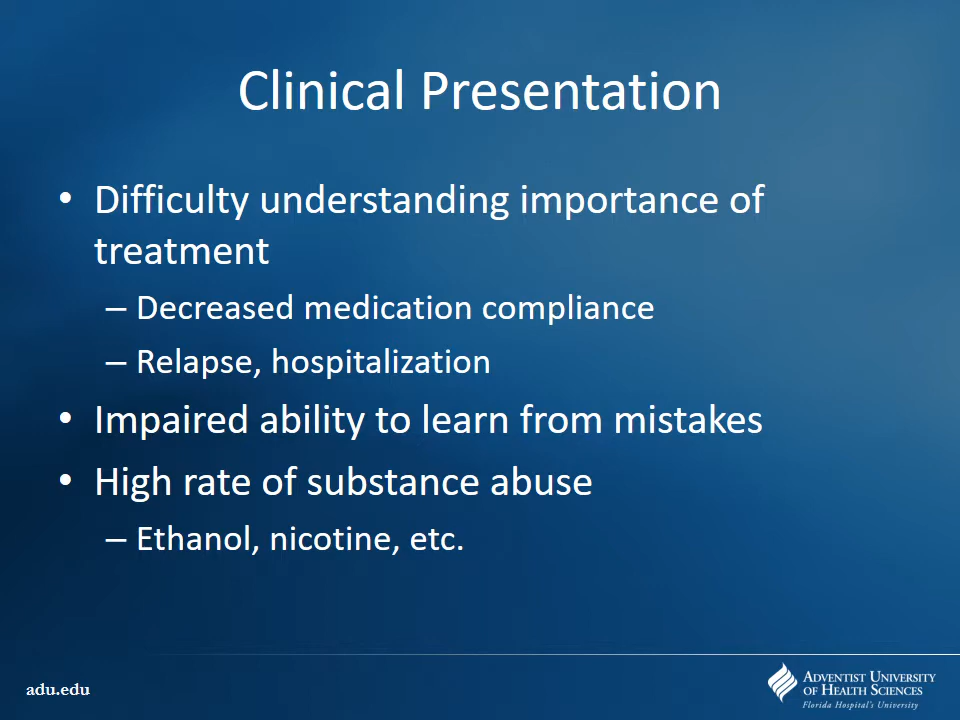 Clinical Presentation
• Difficulty understanding importance of
treatment
– Decreased medication compliance
– Relapse, hospitalization
• Impaired ability to learn from mistakes
• High rate of substance abuse
– Ethanol, nicotine, etc.
adu.edu
ADVENTIST UNIVERSITY
OF HEALTH SCIENCES
Florida Hospital's University